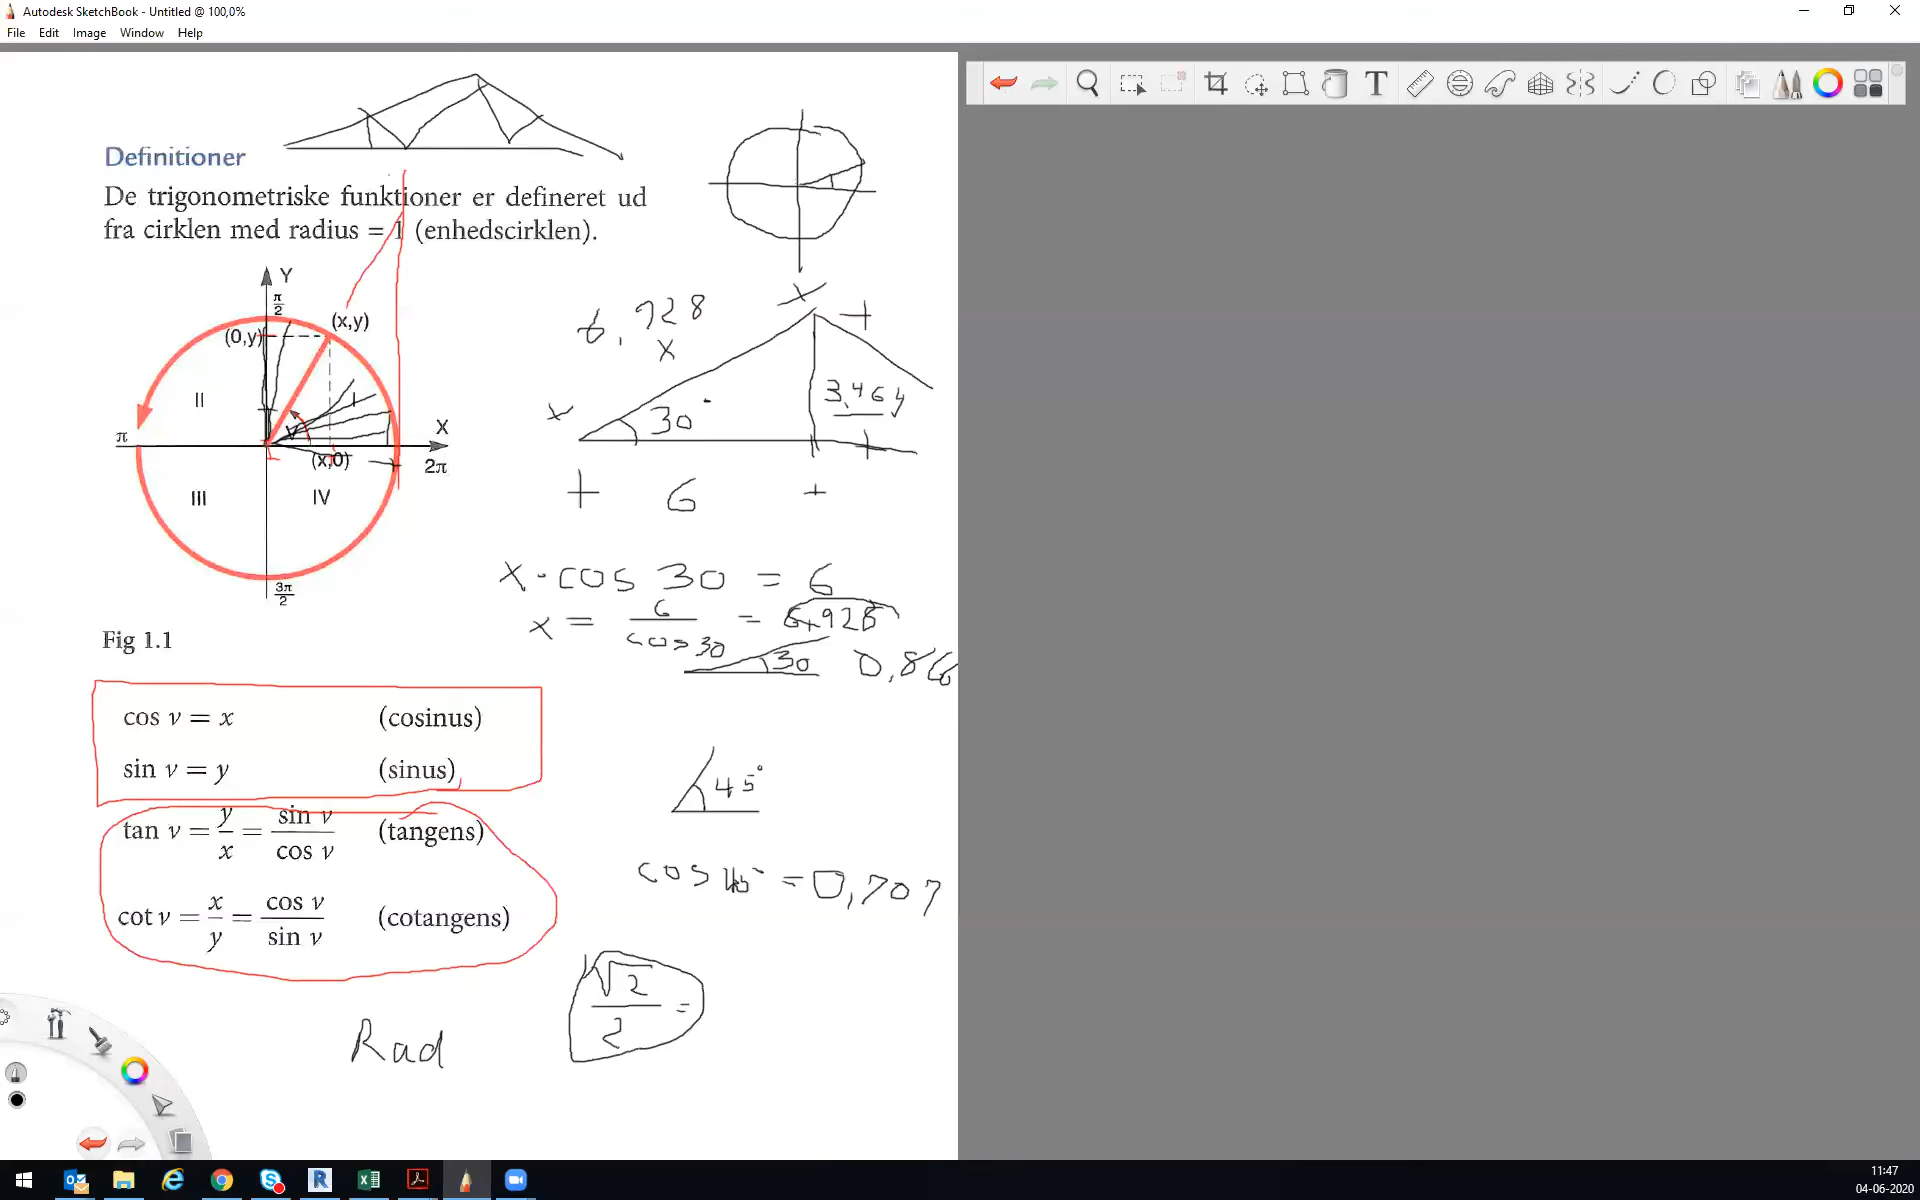 Autodesk SketchBook - Untitled @ 100,0%
File Edit Image Window Help
Definitioner
De trigonometriske funktioner er defineret ud
fra cirklen med radius = 1 (enhedscirklen).
Y
π/2
(x,y)
(0,y)
II
I
v
π
X
(x,0)
2π
III
IV
3π/2
Fig 1.1
cos v = x (cosinus)
sin v = y (sinus)
tan v = y/x = sin v/cos v (tangens)
cot v = x/y = cos v/sin v (cotangens)
Rad
6,928
x
30°
3,464
6
x · cos 30 = 6
x = 6/cos 30 = 6,928
30 0,866
45°
cos 45° = 0,707
√2/2 =
T
11:47
04-06-2020